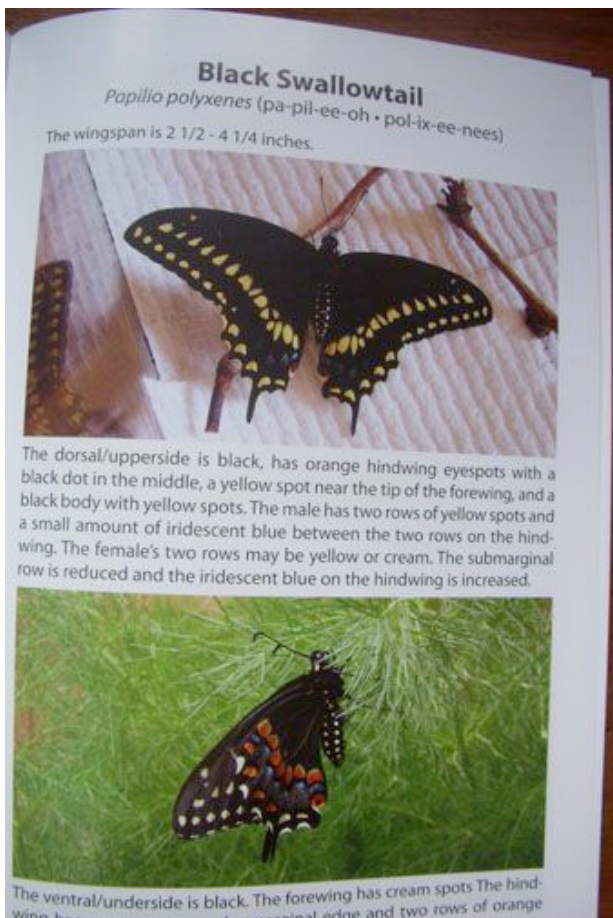 Black Swallowtail
Papilio polyxenes (pa-pil-ee-oh • pol-ix-ee-nees)
The wingspan is 2 1/2 - 4 1/4 inches.
The dorsal/upperside is black, has orange hindwing eyespots with a
black dot in the middle, a yellow spot near the tip of the forewing, and a
black body with yellow spots. The male has two rows of yellow spots and
a small amount of iridescent blue between the two rows on the hind-
wing. The female's two rows may be yellow or cream. The submarginal
row is reduced and the iridescent blue on the hindwing is increased.
The ventral/underside is black. The forewing has cream spots The hind-
wing edge and two rows of orange